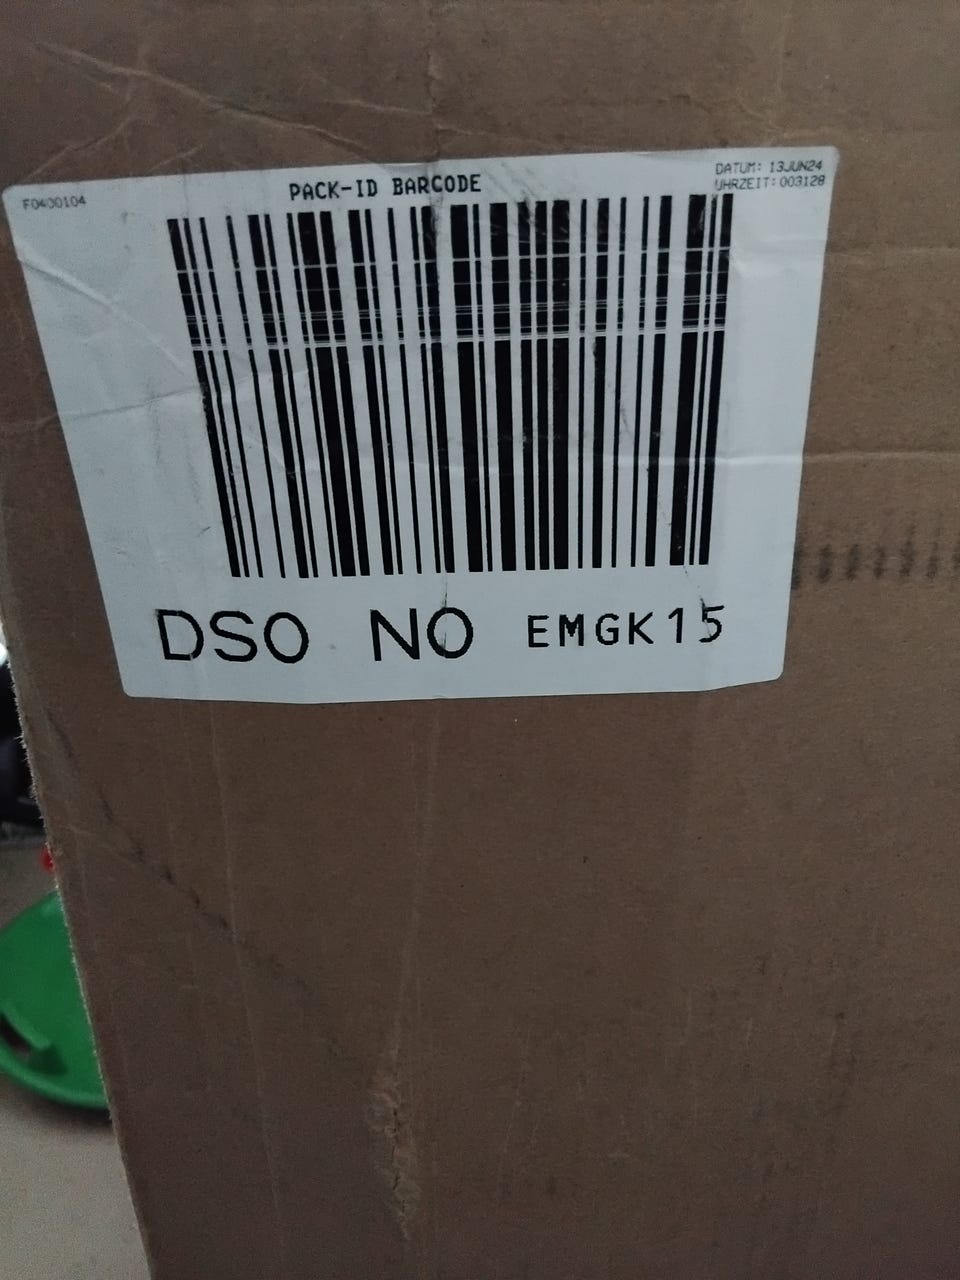 F0400104
PACK-ID BARCODE
DATUM: 13JUN24
UHRZEIT:003128
DSO NO EMGK15